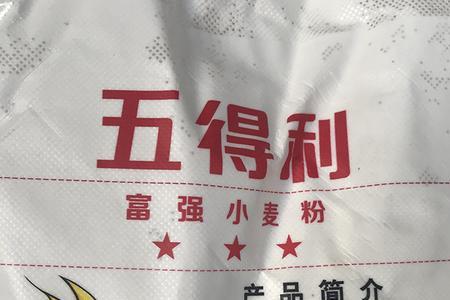 五得利
富强小麦粉
★ ★ ★
产品简介